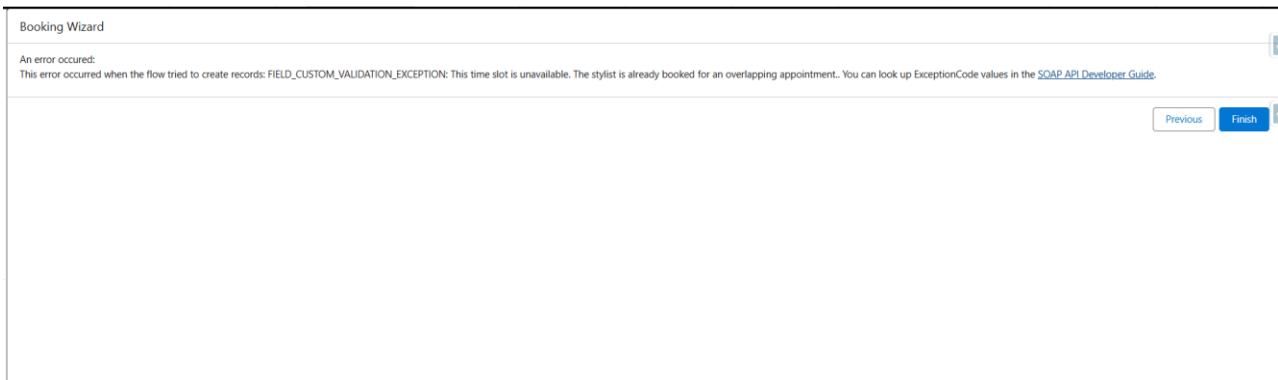 Booking Wizard
An error occured:
This error occurred when the flow tried to create records: FIELD_CUSTOM_VALIDATION_EXCEPTION: This time slot is unavailable. The stylist is already booked for an overlapping appointment.. You can look up ExceptionCode values in the SOAP API Developer Guide.
Previous Finish